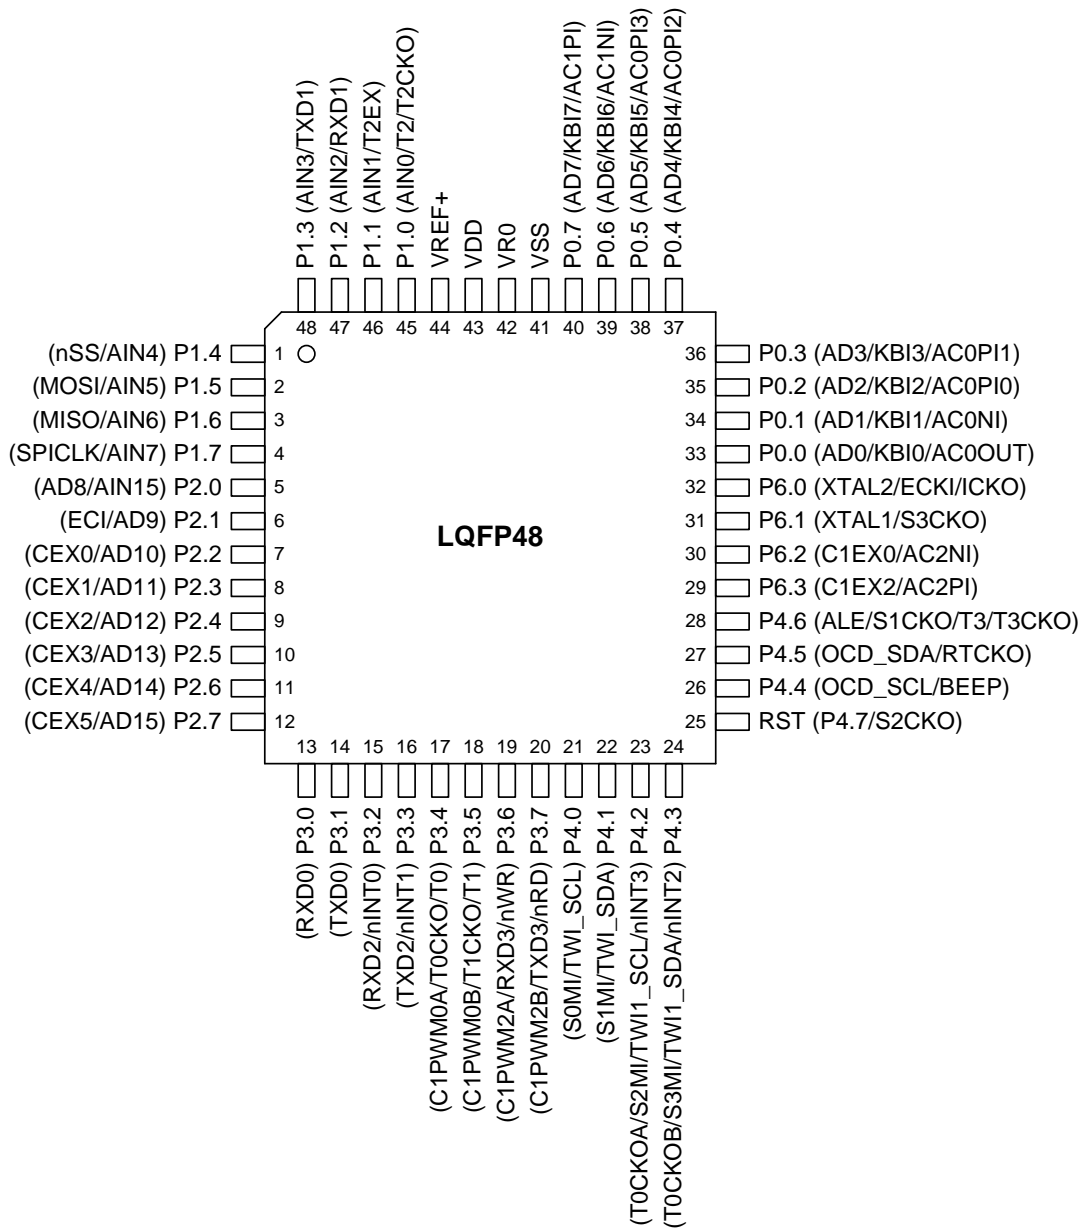 P1.3 (AIN3/TXD1)
P1.2 (AIN2/RXD1)
P1.1 (AIN1/T2EX)
P1.0 (AIN0/T2/T2CKO)
VREF+
VDD
VR0
VSS
P0.7 (AD7/KBI7/AC1PI)
P0.6 (AD6/KBI6/AC1NI)
P0.5 (AD5/KBI5/AC0PI3)
P0.4 (AD4/KBI4/AC0PI2)
48 47 46 45 44 43 42 41 40 39 38 37
(nSS/AIN4) P1.4 1
(MOSI/AIN5) P1.5 2
(MISO/AIN6) P1.6 3
(SPICLK/AIN7) P1.7 4
(AD8/AIN15) P2.0 5
(ECI/AD9) P2.1 6
(CEX0/AD10) P2.2 7
(CEX1/AD11) P2.3 8
(CEX2/AD12) P2.4 9
(CEX3/AD13) P2.5 10
(CEX4/AD14) P2.6 11
(CEX5/AD15) P2.7 12
LQFP48
36 P0.3 (AD3/KBI3/AC0PI1)
35 P0.2 (AD2/KBI2/AC0PI0)
34 P0.1 (AD1/KBI1/AC0NI)
33 P0.0 (AD0/KBI0/AC0OUT)
32 P6.0 (XTAL2/ECKI/ICKO)
31 P6.1 (XTAL1/S3CKO)
30 P6.2 (C1EX0/AC2NI)
29 P6.3 (C1EX2/AC2PI)
28 P4.6 (ALE/S1CKO/T3/T3CKO)
27 P4.5 (OCD_SDA/RTCKO)
26 P4.4 (OCD_SCL/BEEP)
25 RST (P4.7/S2CKO)
13 14 15 16 17 18 19 20 21 22 23 24
(RXD0) P3.0
(TXD0) P3.1
(RXD2/nINT0) P3.2
(TXD2/nINT1) P3.3
(C1PWM0A/T0CKO/T0) P3.4
(C1PWM0B/T1CKO/T1) P3.5
(C1PWM2A/RXD3/nWR) P3.6
(C1PWM2B/TXD3/nRD) P3.7
(S0MI/TWI_SCL) P4.0
(S1MI/TWI_SDA) P4.1
(T0CKOA/S2MI/TWI1_SCL/nINT3) P4.2
(T0CKOB/S3MI/TWI1_SDA/nINT2) P4.3